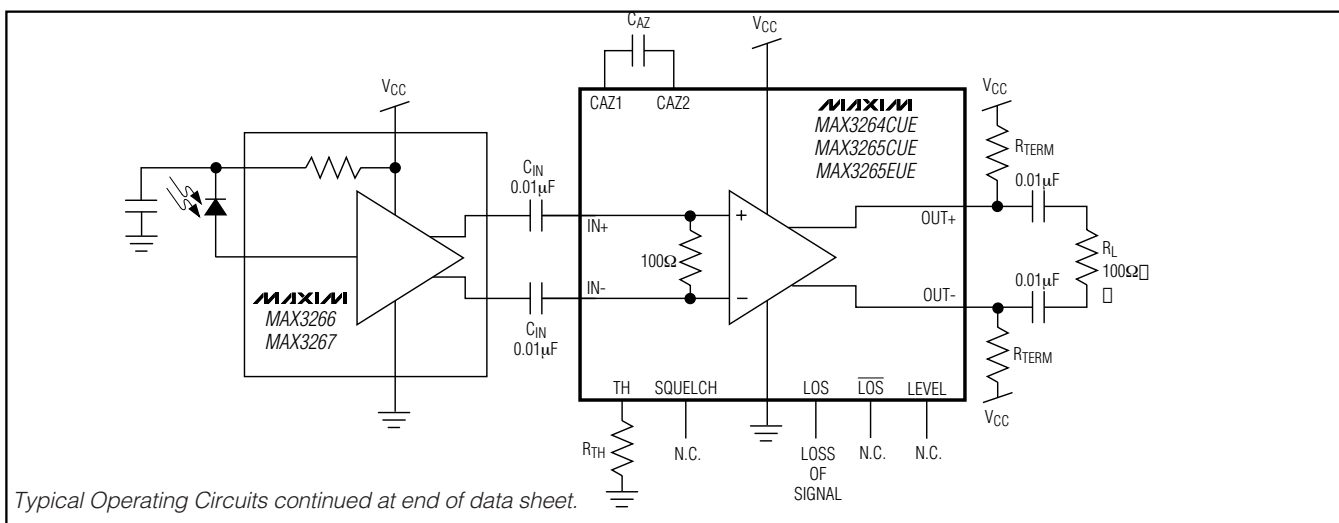 CAZ
VCC
CAZ1
CAZ2
MAXIM
MAX3264CUE
MAX3265CUE
MAX3265EUE
VCC
RTERM
0.01µF
VCC
CIN
0.01µF
IN+
100Ω
+
−
IN-
CIN
0.01µF
MAXIM
MAX3266
MAX3267
OUT+
OUT-
RL
100Ω
0.01µF
RTERM
VCC
TH
SQUELCH
LOS
LOS
LEVEL
RTH
N.C.
LOSS
OF
SIGNAL
N.C.
N.C.
Typical Operating Circuits continued at end of data sheet.